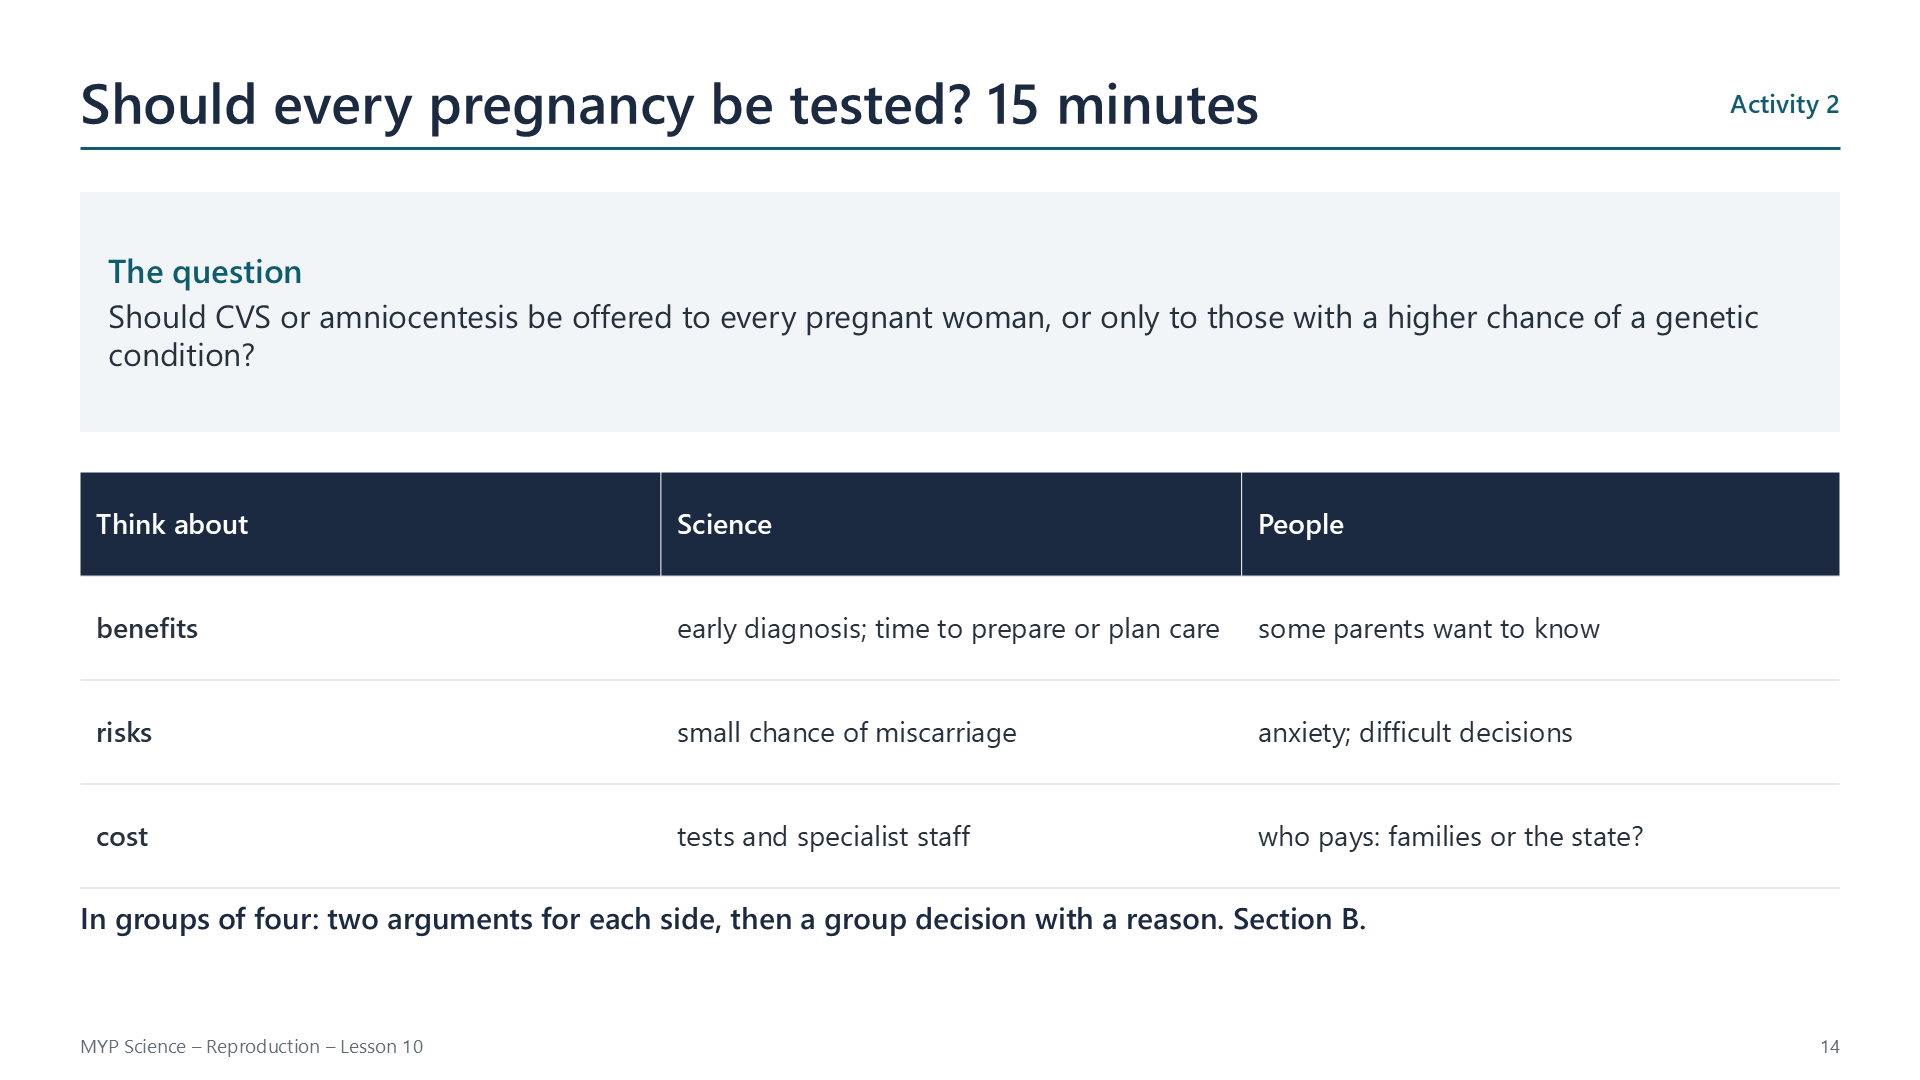 Should every pregnancy be tested? 15 minutes
Activity 2
The question
Should CVS or amniocentesis be offered to every pregnant woman, or only to those with a higher chance of a genetic
condition?
Think about Science People
benefits early diagnosis; time to prepare or plan care some parents want to know
risks small chance of miscarriage anxiety; difficult decisions
cost tests and specialist staff who pays: families or the state?
In groups of four: two arguments for each side, then a group decision with a reason. Section B.
MYP Science – Reproduction – Lesson 10
14